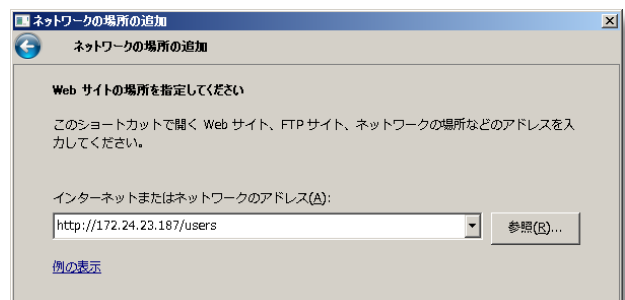 ネットワークの場所の追加
ネットワークの場所の追加
Web サイトの場所を指定してください
このショートカットで開く Web サイト、FTP サイト、ネットワークの場所などのアドレスを入
力してください。
インターネットまたはネットワークのアドレス(A):
http://172.24.23.187/users
参照(R)...
例の表示